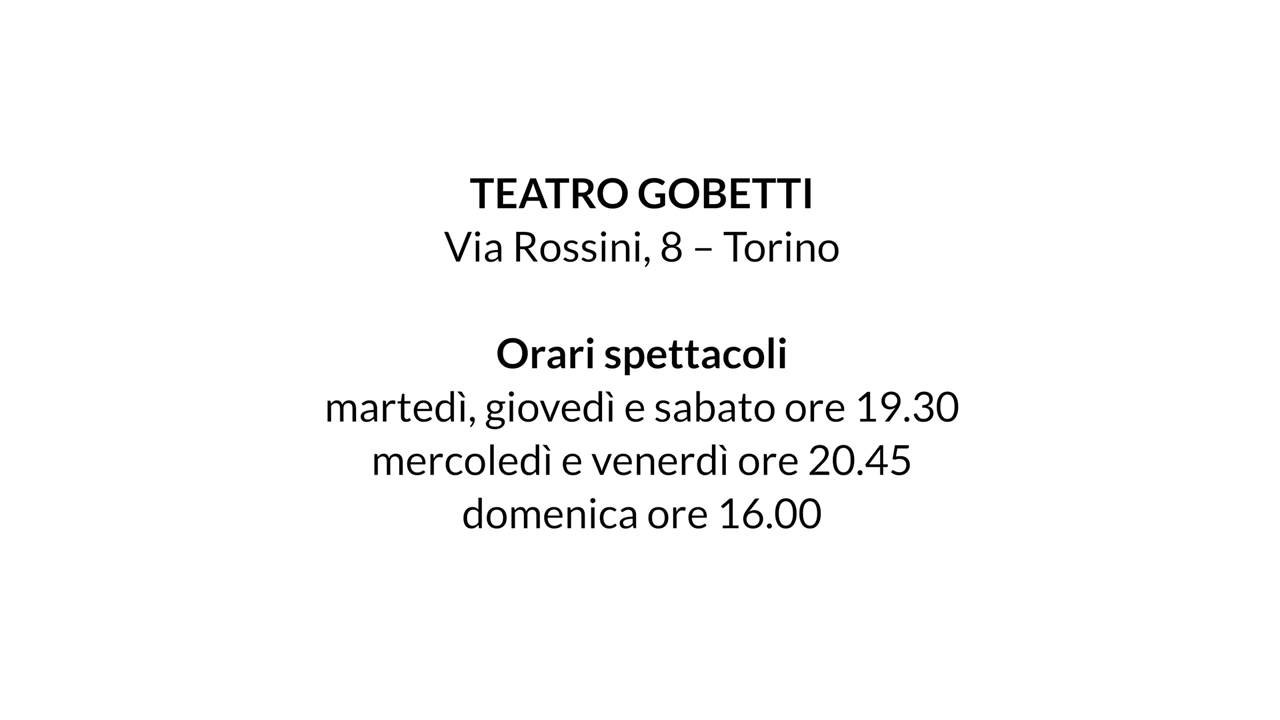 TEATRO GOBETTI
Via Rossini, 8 – Torino
Orari spettacoli
martedì, giovedì e sabato ore 19.30
mercoledì e venerdì ore 20.45
domenica ore 16.00